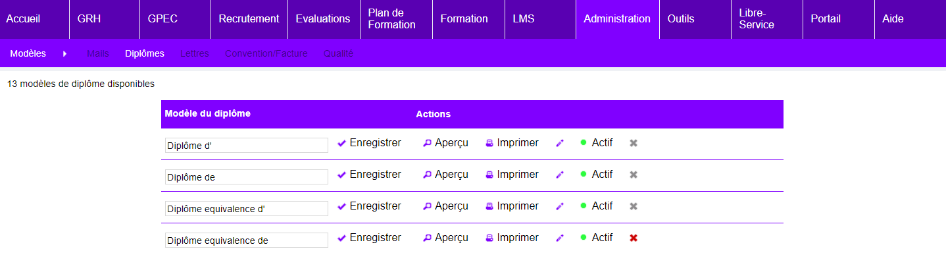 Accueil GRH GPEC Recrutement Evaluations Plan de Formation Formation LMS Administration Outils Libre-Service Portail Aide
Modèles Mails Diplômes Lettres Convention/Facture Qualité
13 modèles de diplôme disponibles
Modèle du diplôme Actions
Diplôme d' Enregistrer Aperçu Imprimer Actif
Diplôme de Enregistrer Aperçu Imprimer Actif
Diplôme equivalence d' Enregistrer Aperçu Imprimer Actif
Diplôme equivalence de Enregistrer Aperçu Imprimer Actif